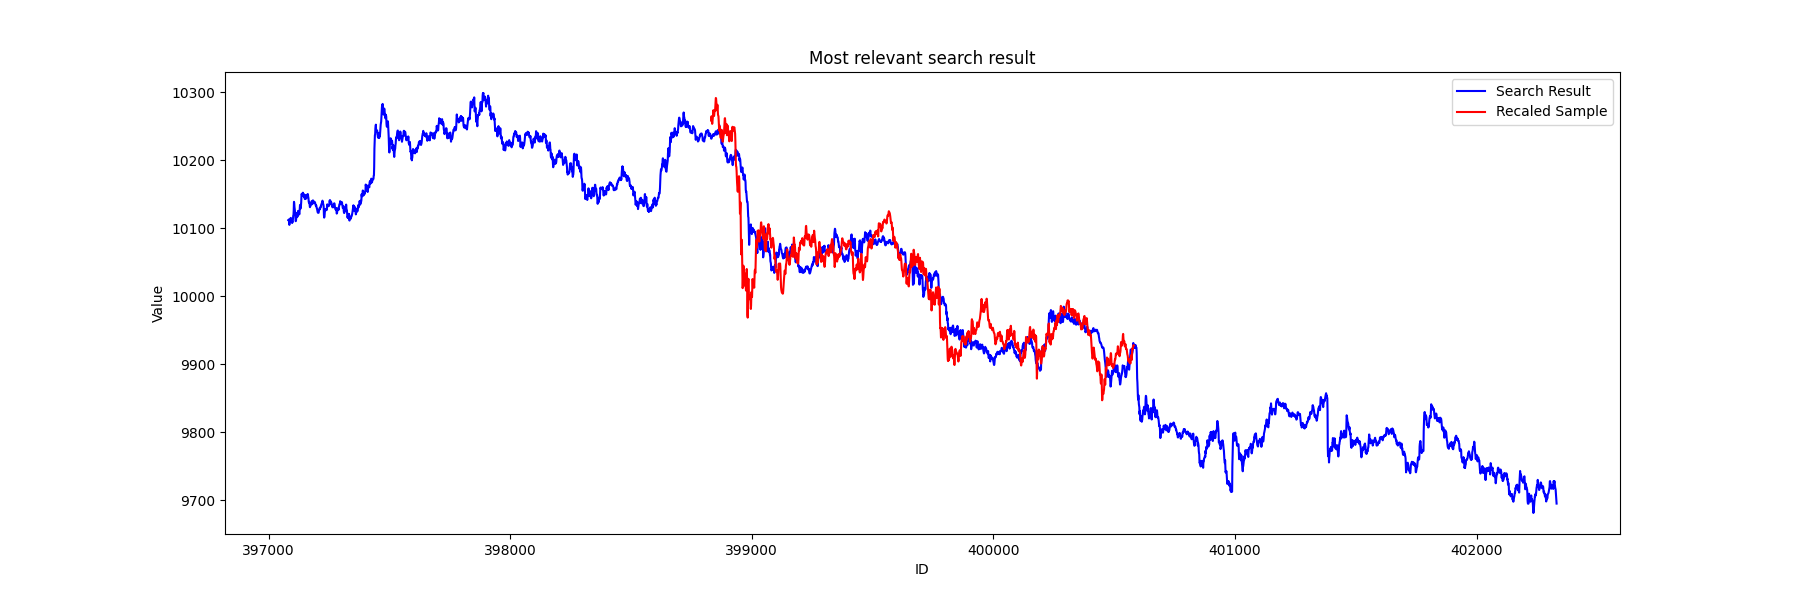 Most relevant search result
Search Result
Recaled Sample
Value
10300
10200
10100
10000
9900
9800
9700
397000
398000
399000
400000
401000
402000
ID